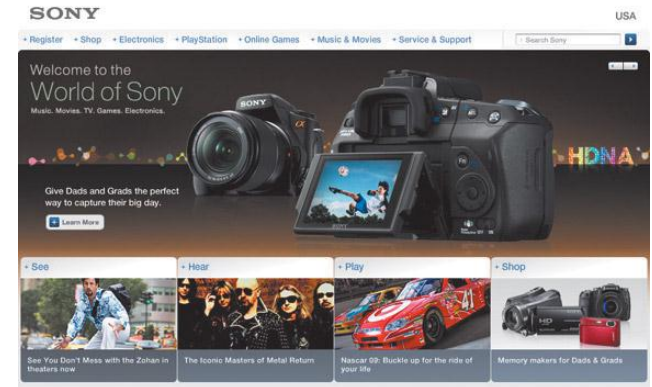 SONY
USA
Register Shop Electronics PlayStation Online Games Music & Movies Service & Support Search Sony
Welcome to the
World of Sony
Music. Movies. TV. Games. Electronics.
SONY
α
HDNA
Fn
SONY
Give Dads and Grads the perfect
way to capture their big day.
Learn More
See
Hear
Play
Shop
41
HD
See You Don't Mess with the Zohan in
theaters now
The Iconic Masters of Metal Return
Nascar 09: Buckle up for the ride of
your life
Memory makers for Dads & Grads